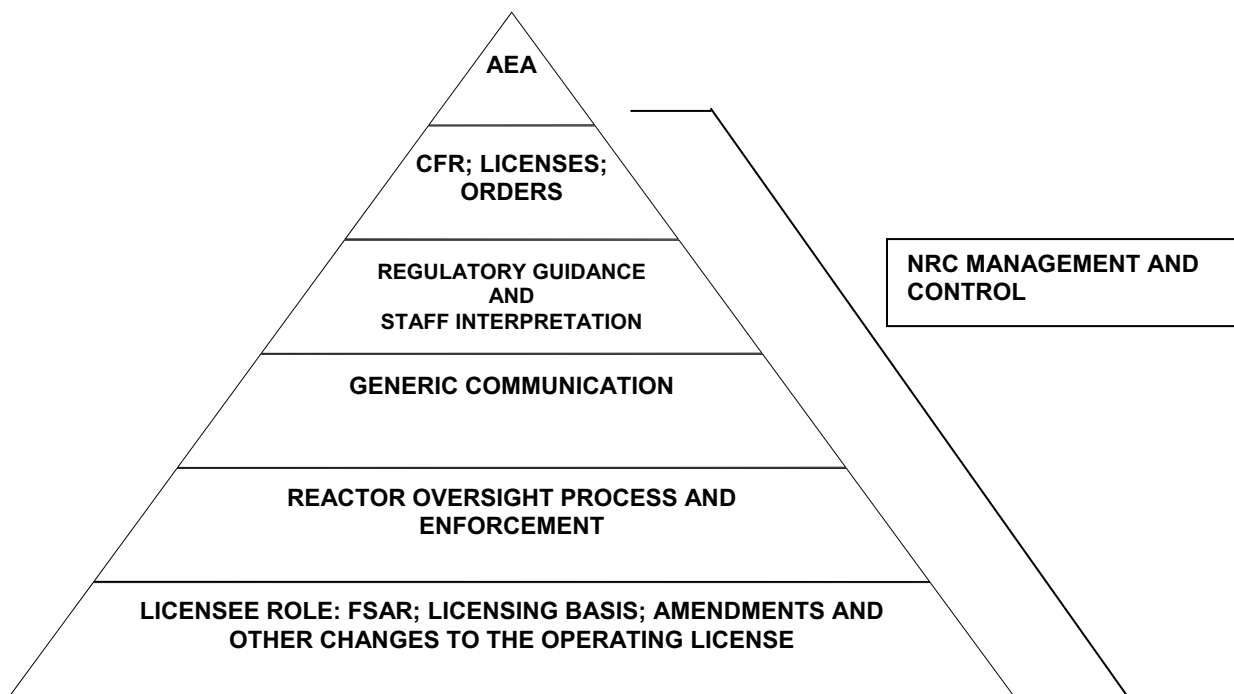 AEA
CFR; LICENSES;
ORDERS
REGULATORY GUIDANCE
AND
STAFF INTERPRETATION
NRC MANAGEMENT AND
CONTROL
GENERIC COMMUNICATION
REACTOR OVERSIGHT PROCESS AND
ENFORCEMENT
LICENSEE ROLE: FSAR; LICENSING BASIS; AMENDMENTS AND
OTHER CHANGES TO THE OPERATING LICENSE